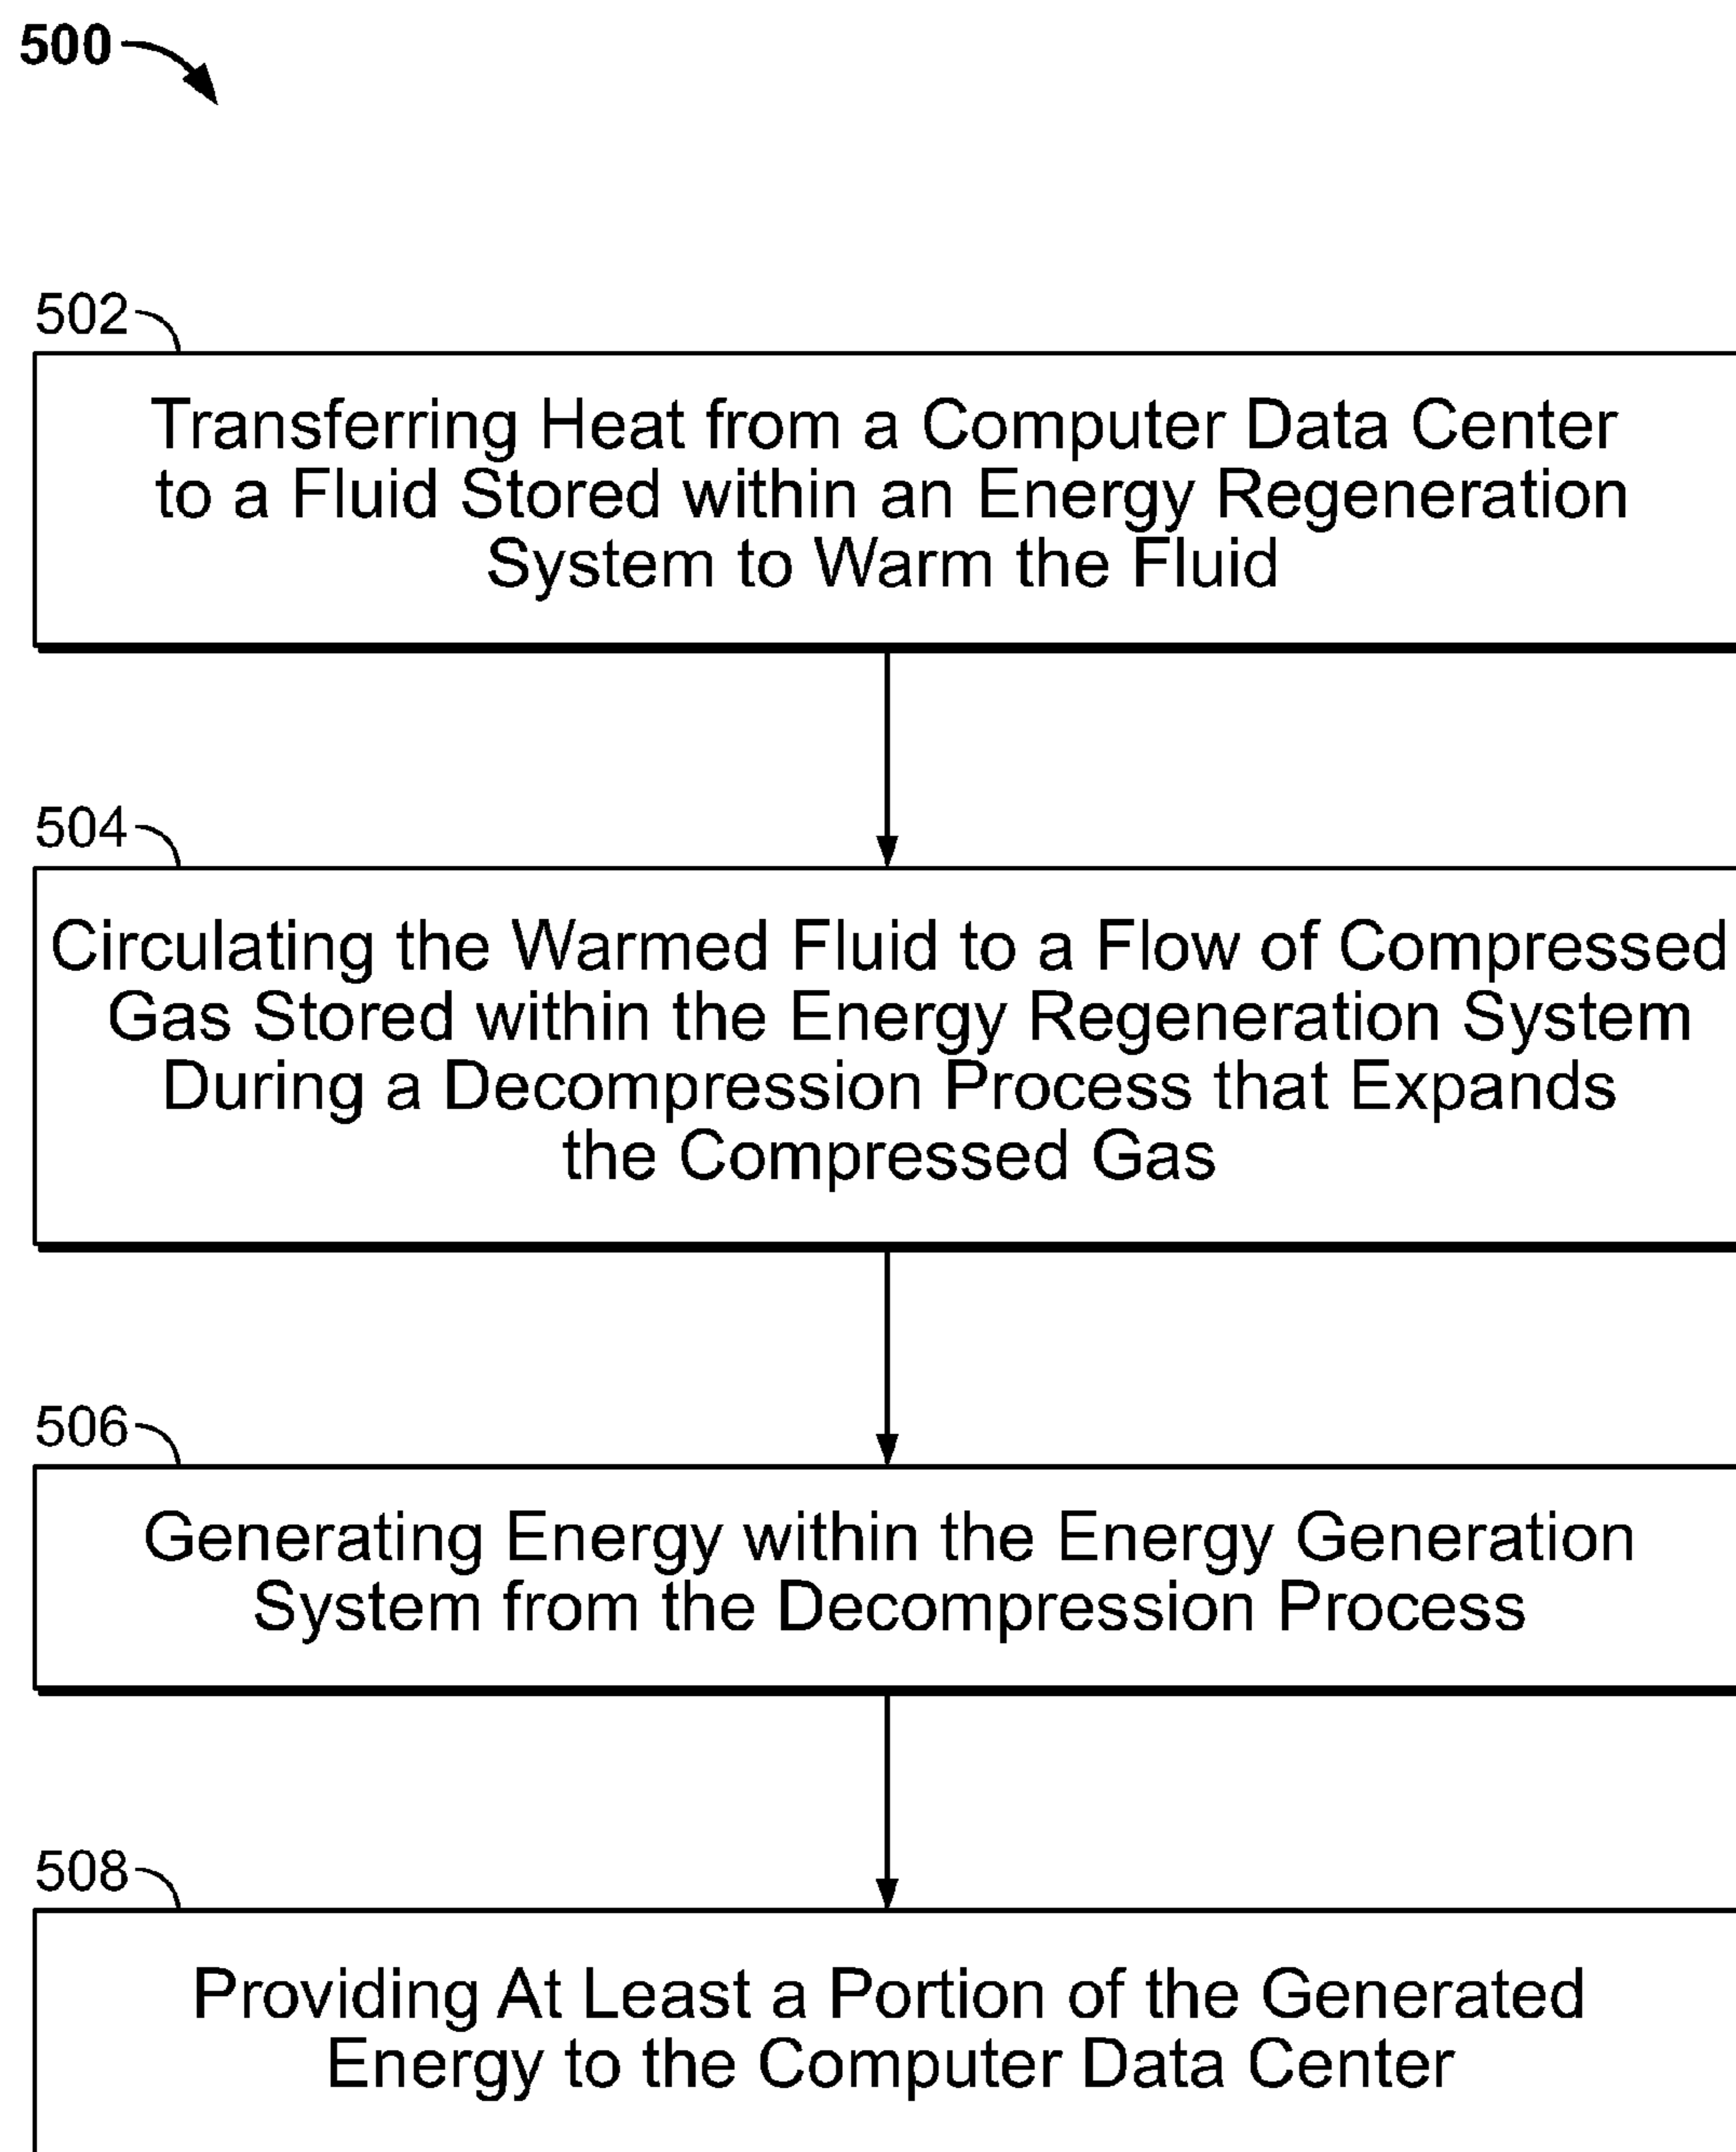 500
502
Transferring Heat from a Computer Data Center
to a Fluid Stored within an Energy Regeneration
System to Warm the Fluid
504
Circulating the Warmed Fluid to a Flow of Compressed
Gas Stored within the Energy Regeneration System
During a Decompression Process that Expands
the Compressed Gas
506
Generating Energy within the Energy Generation
System from the Decompression Process
508
Providing At Least a Portion of the Generated
Energy to the Computer Data Center